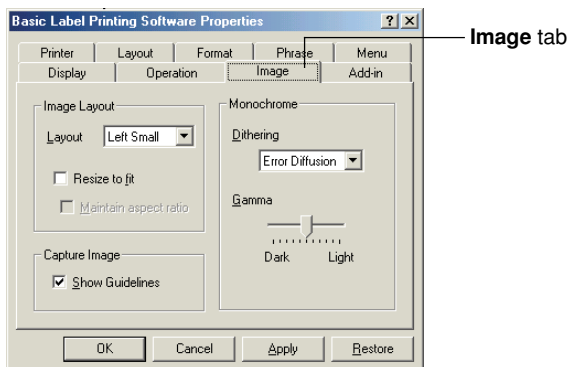 Basic Label Printing Software Properties
Image tab
Printer Layout Format Phrase Menu
Display Operation Image Add-in
Image Layout
Layout Left Small
Resize to fit
Maintain aspect ratio
Capture Image
Show Guidelines
Monochrome
Dithering
Error Diffusion
Gamma
Dark Light
OK Cancel Apply Restore